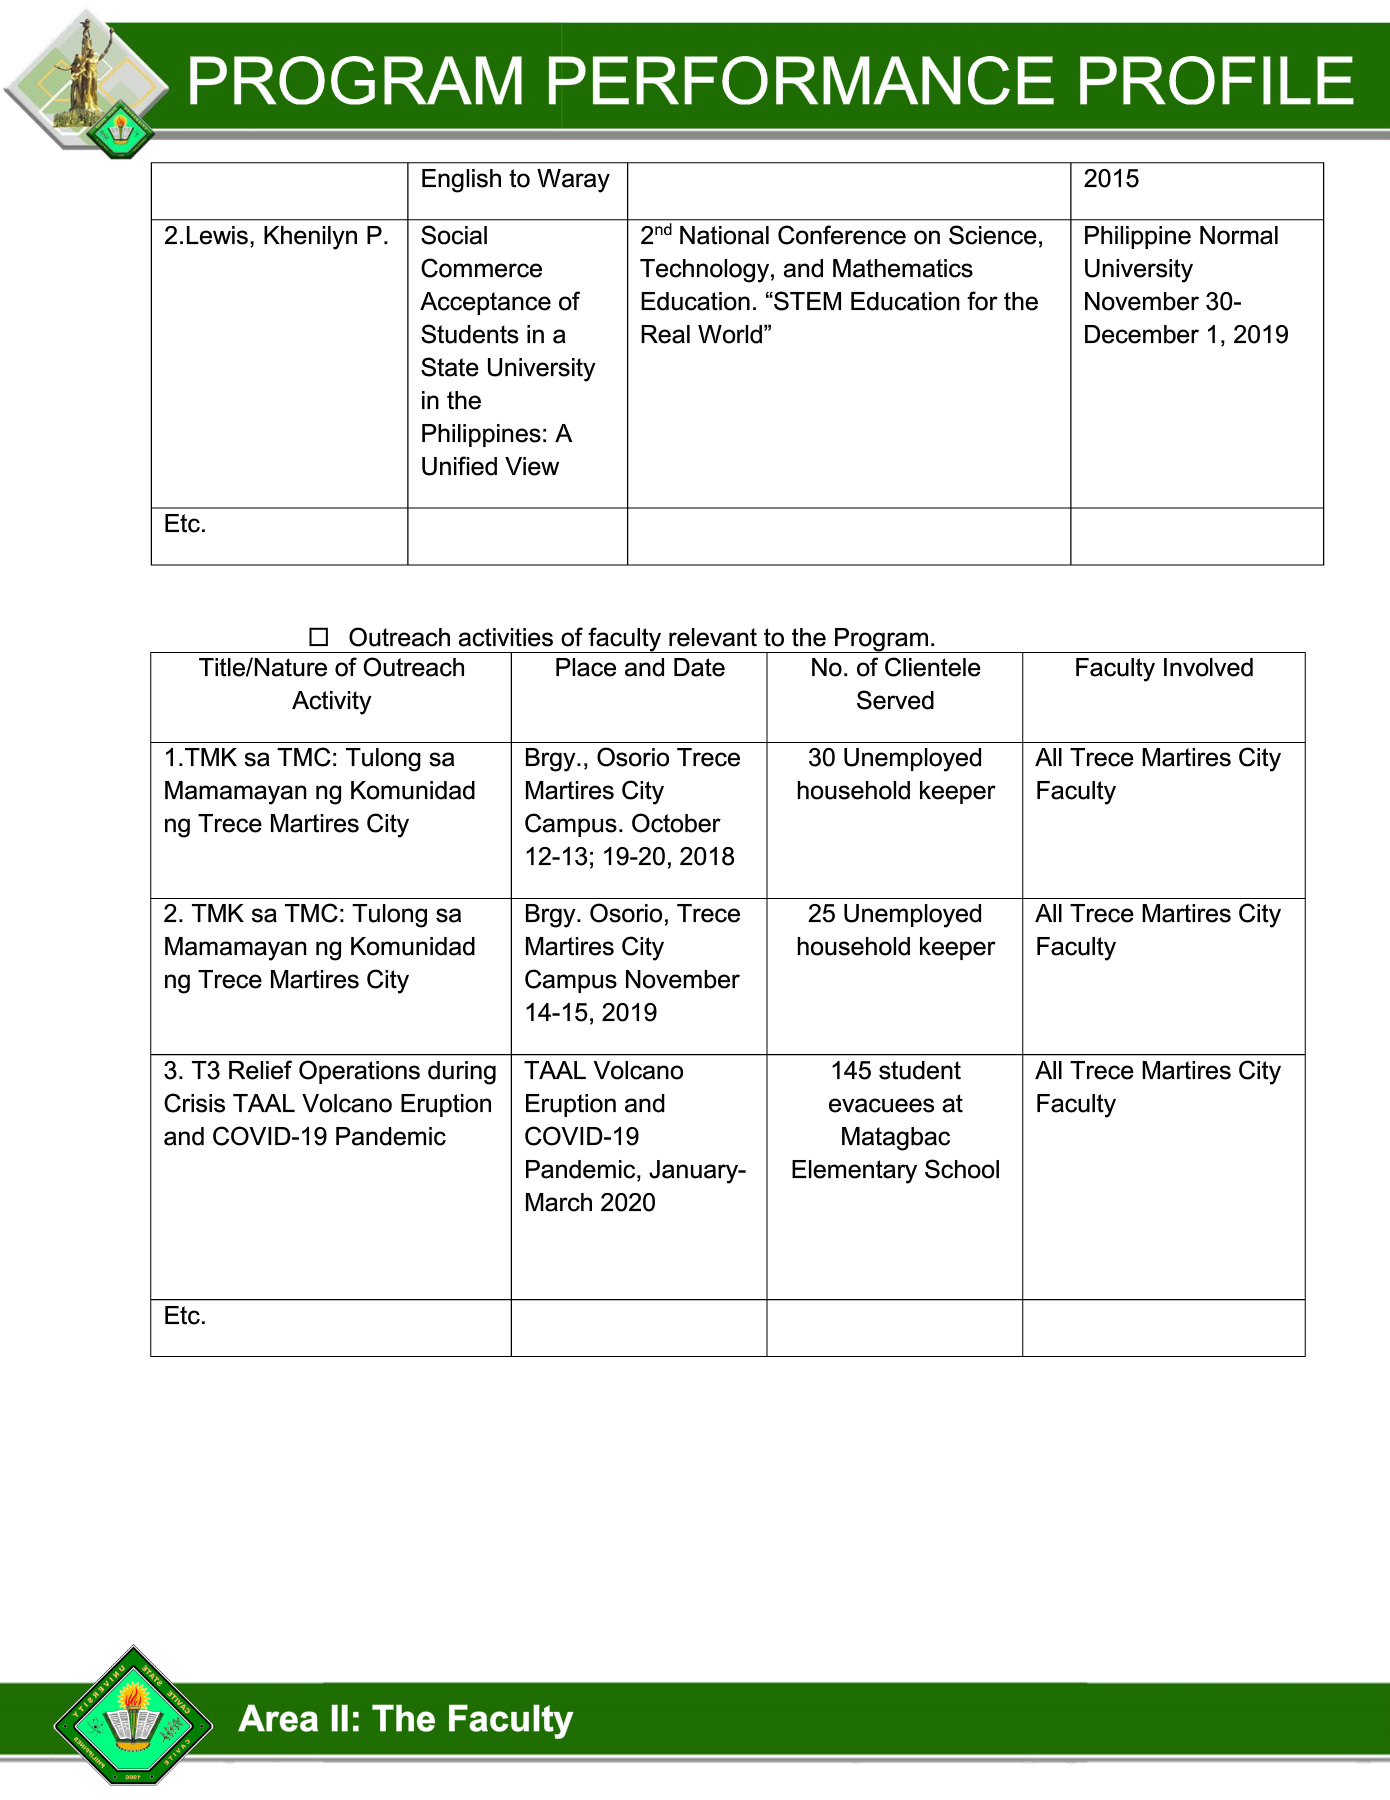 PROGRAM PERFORMANCE PROFILE
English to Waray
2015
2.Lewis, Khenilyn P.
Social
Commerce
Acceptance of
Students in a
State University
in the
Philippines: A
Unified View
2nd National Conference on Science,
Technology, and Mathematics
Education. “STEM Education for the
Real World”
Philippine Normal
University
November 30-
December 1, 2019
Etc.
☐ Outreach activities of faculty relevant to the Program.
Title/Nature of Outreach
Activity
Place and Date
No. of Clientele
Served
Faculty Involved
1.TMK sa TMC: Tulong sa
Mamamayan ng Komunidad
ng Trece Martires City
Brgy., Osorio Trece
Martires City
Campus. October
12-13; 19-20, 2018
30 Unemployed
household keeper
All Trece Martires City
Faculty
2. TMK sa TMC: Tulong sa
Mamamayan ng Komunidad
ng Trece Martires City
Brgy. Osorio, Trece
Martires City
Campus November
14-15, 2019
25 Unemployed
household keeper
All Trece Martires City
Faculty
3. T3 Relief Operations during
Crisis TAAL Volcano Eruption
and COVID-19 Pandemic
TAAL Volcano
Eruption and
COVID-19
Pandemic, January-
March 2020
145 student
evacuees at
Matagbac
Elementary School
All Trece Martires City
Faculty
Etc.
CAVITE STATE UNIVERSITY
CAVITE
PHILIPPINES
1906
Area II: The Faculty